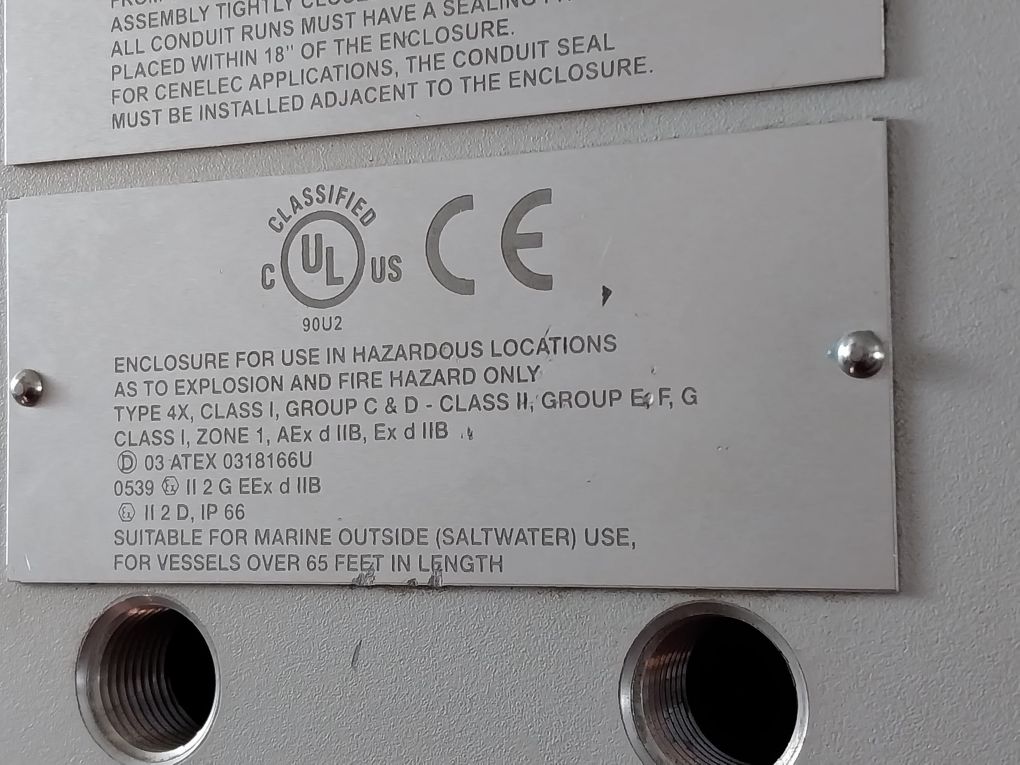 ASSEMBLY TIGHTLY
ALL CONDUIT RUNS MUST HAVE A SEALING
PLACED WITHIN 18" OF THE ENCLOSURE.
FOR CENELEC APPLICATIONS, THE CONDUIT SEAL
MUST BE INSTALLED ADJACENT TO THE ENCLOSURE.
CLASSIFIED
C UL US CE
90U2
ENCLOSURE FOR USE IN HAZARDOUS LOCATIONS
AS TO EXPLOSION AND FIRE HAZARD ONLY
TYPE 4X, CLASS I, GROUP C & D - CLASS II, GROUP E, F, G
CLASS I, ZONE 1, AEx d IIB, Ex d IIB
D 03 ATEX 0318166U
0539 Ex II 2 G EEx d IIB
Ex II 2 D, IP 66
SUITABLE FOR MARINE OUTSIDE (SALTWATER) USE,
FOR VESSELS OVER 65 FEET IN LENGTH